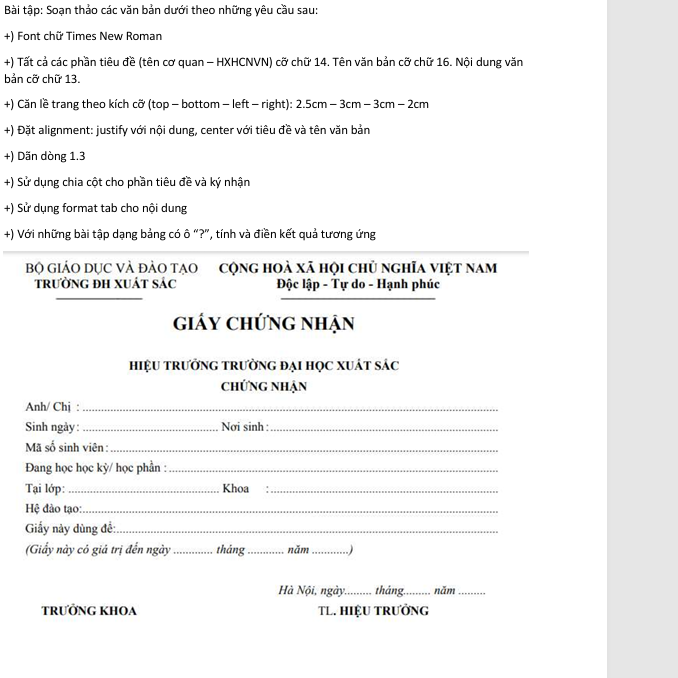 Bài tập: Soạn thảo các văn bản dưới theo những yêu cầu sau:
+) Font chữ Times New Roman
+) Tất cả các phần tiêu đề (tên cơ quan – HXHCNVN) cỡ chữ 14. Tên văn bản cỡ chữ 16. Nội dung văn
bản cỡ chữ 13.
+) Căn lề trang theo kích cỡ (top – bottom – left – right): 2.5cm – 3cm – 3cm – 2cm
+) Đặt alignment: justify với nội dung, center với tiêu đề và tên văn bản
+) Dãn dòng 1.3
+) Sử dụng chia cột cho phần tiêu đề và ký nhận
+) Sử dụng format tab cho nội dung
+) Với những bài tập dạng bảng có ô “?”, tính và điền kết quả tương ứng
BỘ GIÁO DỤC VÀ ĐÀO TẠO CỘNG HOÀ XÃ HỘI CHỦ NGHĨA VIỆT NAM
TRƯỜNG ĐH XUẤT SẮC Độc lập - Tự do - Hạnh phúc
GIẤY CHỨNG NHẬN
HIỆU TRƯỞNG TRƯỜNG ĐẠI HỌC XUẤT SẮC
CHỨNG NHẬN
Anh/ Chị : ........................................
Sinh ngày: .................... Nơi sinh: ....................
Mã số sinh viên: ........................................
Đang học học kỳ/ học phần : ........................................
Tại lớp: .................... Khoa : ....................
Hệ đào tạo: ........................................
Giấy này dùng để: ........................................
(Giấy này có giá trị đến ngày ............. tháng ............ năm ............)
Hà Nội, ngày......... tháng......... năm .........
TRƯỞNG KHOA TL. HIỆU TRƯỞNG